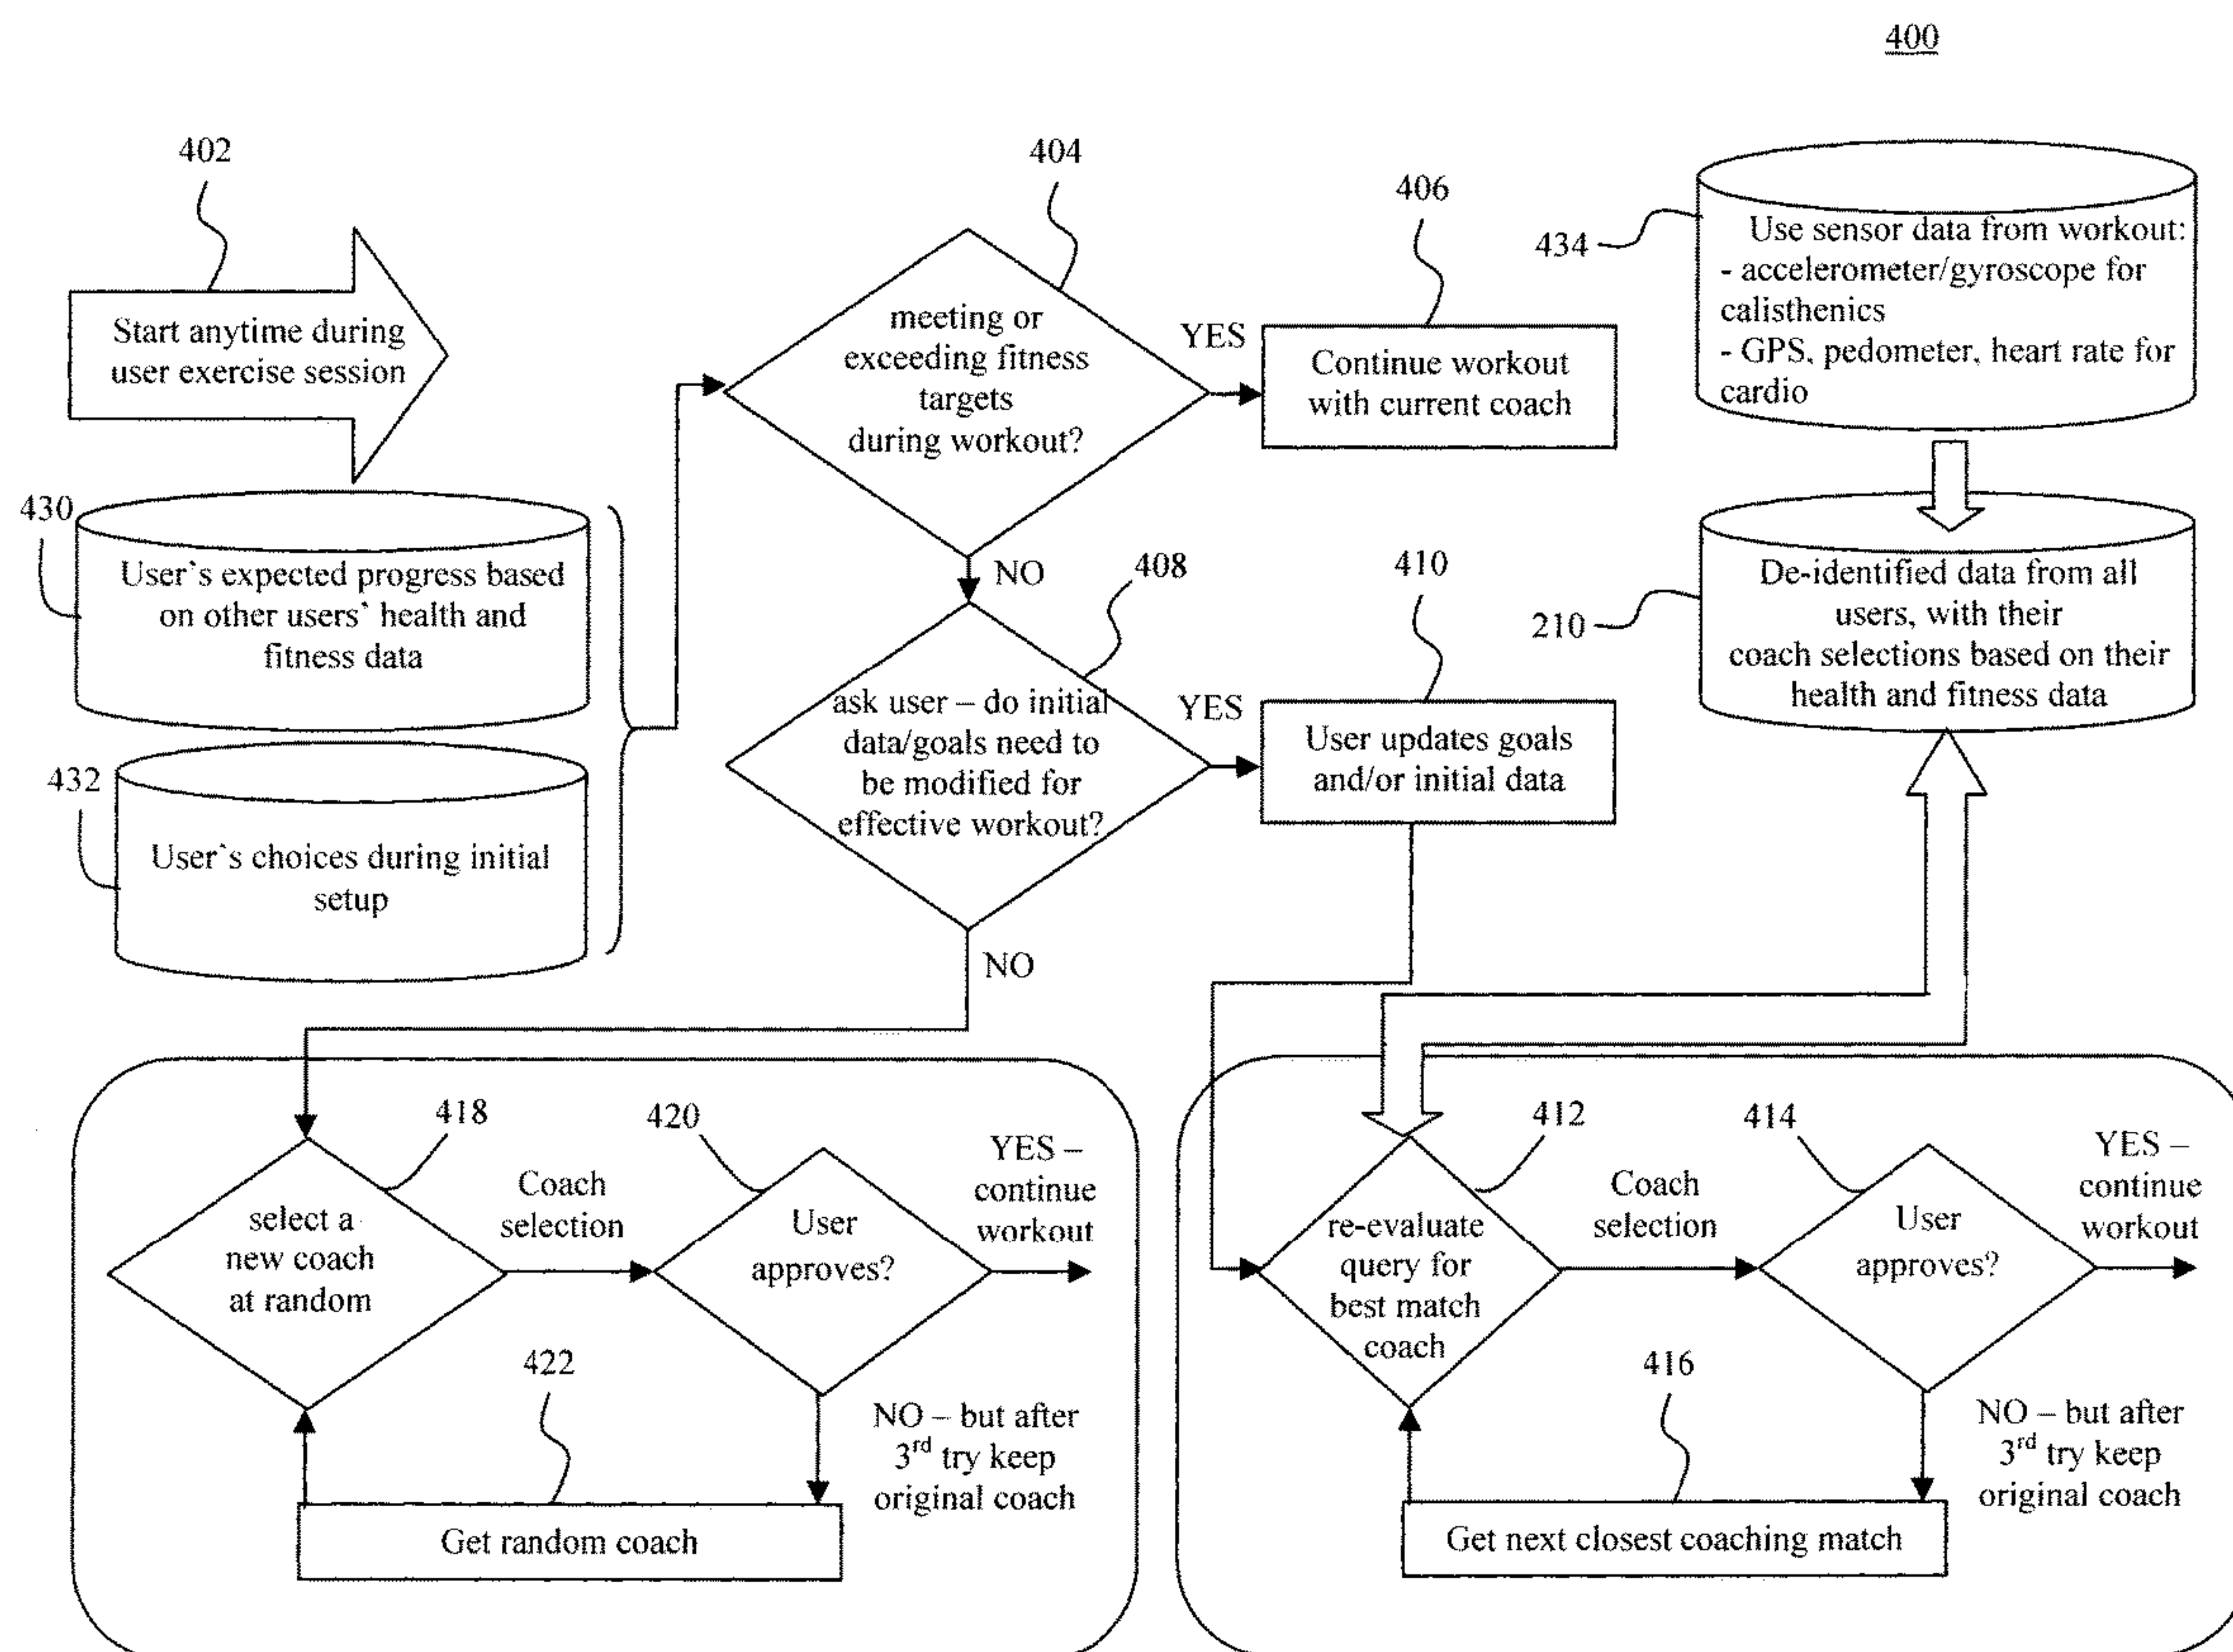 400
402
Start anytime during
user exercise session
404
meeting or
exceeding fitness
targets
during workout?
YES
406
Continue workout
with current coach
434
Use sensor data from workout:
- accelerometer/gyroscope for
calisthenics
- GPS, pedometer, heart rate for
cardio
430
User's expected progress based
on other users' health and
fitness data
432
User's choices during initial
setup
NO
408
ask user – do initial
data/goals need to
be modified for
effective workout?
YES
410
User updates goals
and/or initial data
210
De-identified data from all
users, with their
coach selections based on their
health and fitness data
NO
418
select a
new coach
at random
Coach
selection
420
User
approves?
YES –
continue
workout
NO – but after
3rd try keep
original coach
422
Get random coach
412
re-evaluate
query for
best match
coach
Coach
selection
414
User
approves?
YES –
continue
workout
NO – but after
3rd try keep
original coach
416
Get next closest coaching match